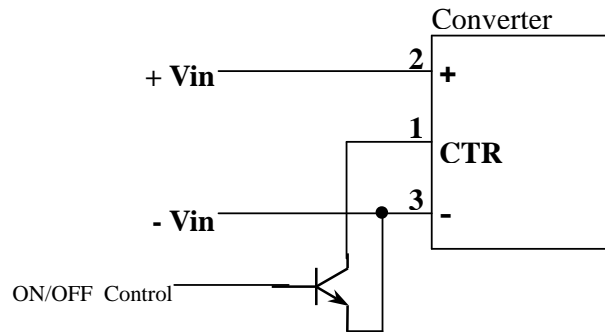 Converter
+ Vin 2 +
1
CTR
- Vin 3 -
ON/OFF Control